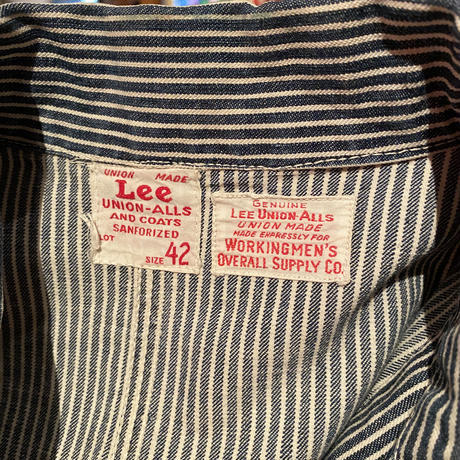 UNION MADE
Lee
UNION-ALLS
AND COATS
SANFORIZED
LOT
SIZE 42
GENUINE
LEE UNION-ALLS
UNION MADE
MADE EXPRESSLY FOR
WORKINGMEN'S
OVERALL SUPPLY CO.